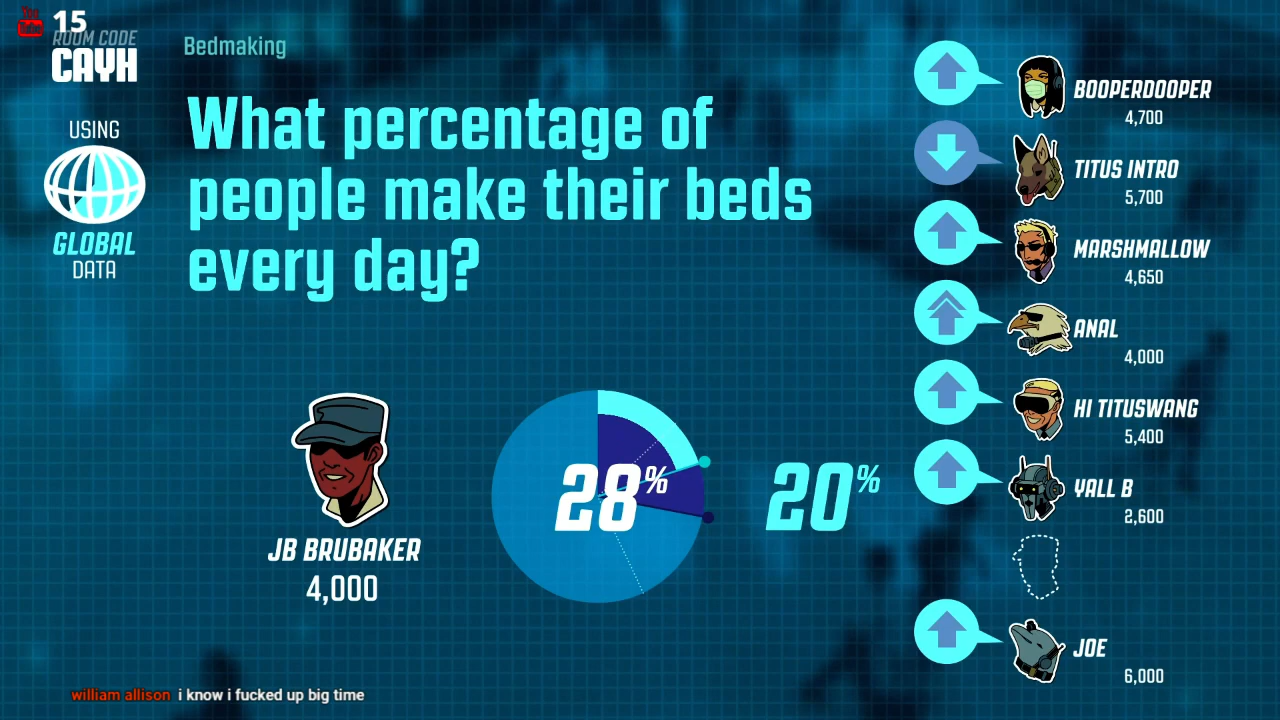 You
Tube
15
ROOM CODE
CAYH
USING
GLOBAL
DATA
Bedmaking
What percentage of
people make their beds
every day?
JB BRUBAKER
4,000
28%
20%
BOOPERDOOPER
4,700
TITUS INTRO
5,700
MARSHMALLOW
4,650
ANAL
4,000
HI TITUSWANG
5,400
YALL B
2,600
JOE
6,000
william allison i know i fucked up big time